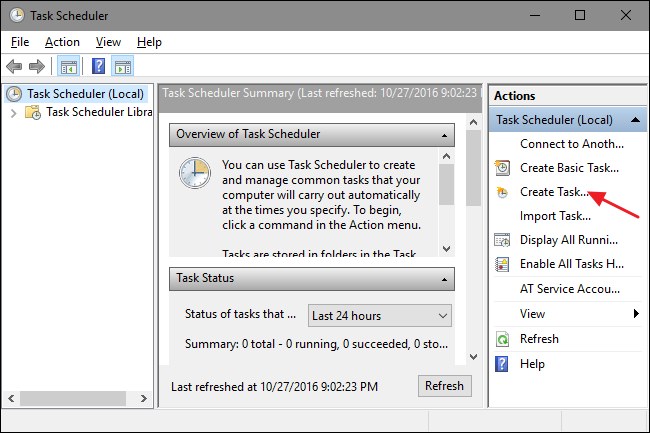 Task Scheduler
File Action View Help
Task Scheduler (Local)
Task Scheduler Libra
Task Scheduler Summary (Last refreshed: 10/27/2016 9:02:23 P
Overview of Task Scheduler
You can use Task Scheduler to create
and manage common tasks that your
computer will carry out automatically
at the times you specify. To begin,
click a command in the Action menu.
Tasks are stored in folders in the Task
Task Status
Status of tasks that ... Last 24 hours
Summary: 0 total - 0 running, 0 succeeded, 0 sto...
Last refreshed at 10/27/2016 9:02:23 PM Refresh
Actions
Task Scheduler (Local)
Connect to Anoth...
Create Basic Task...
Create Task...
Import Task...
Display All Runni...
Enable All Tasks H...
AT Service Accou...
View
Refresh
Help